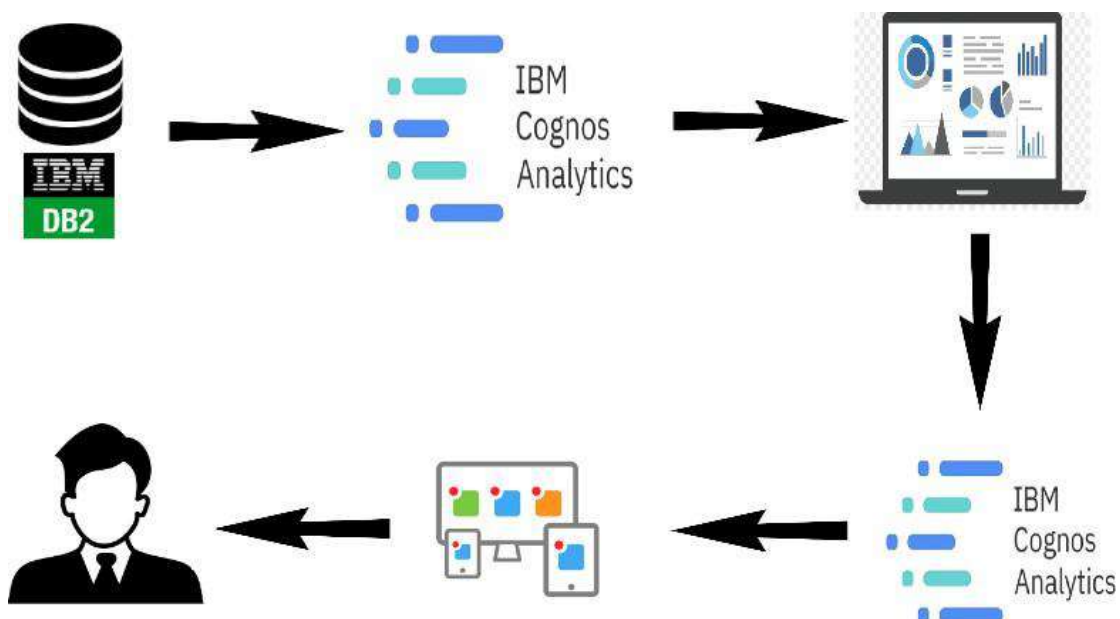 IBM
DB2
IBM
Cognos
Analytics
IBM
Cognos
Analytics